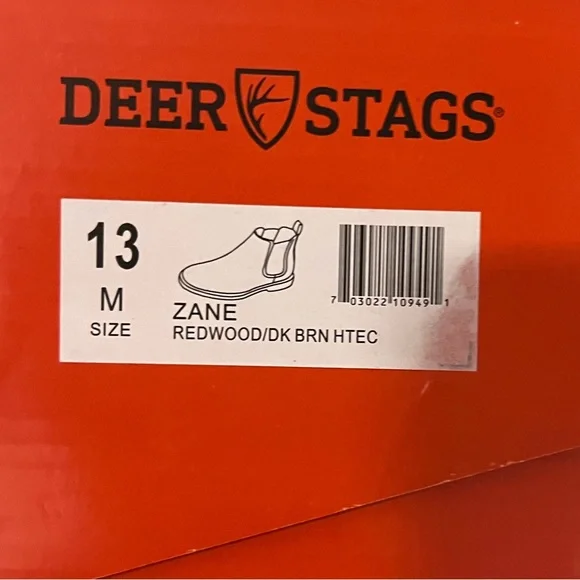 DEER STAGS®
13
M
SIZE
ZANE
REDWOOD/DK BRN HTEC
7 03022 10949 1